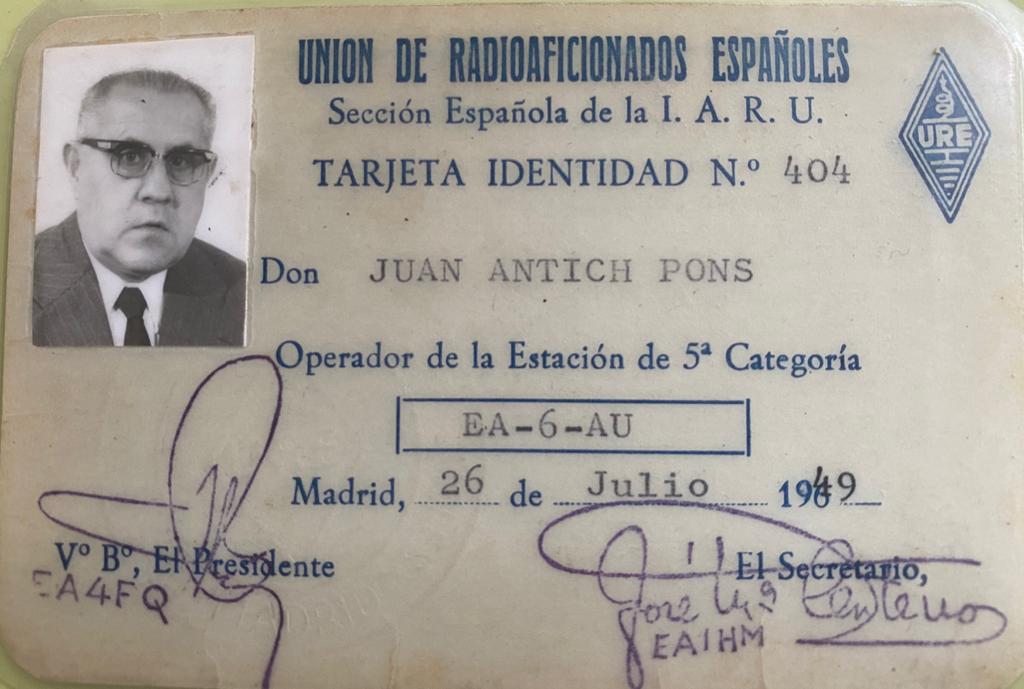 UNION DE RADIOAFICIONADOS ESPAÑOLES
Sección Española de la I. A. R. U.
TARJETA IDENTIDAD N.º 404
URE
Don JUAN ANTICH PONS
Operador de la Estación de 5ª Categoría
EA-6-AU
Madrid, 26 de Julio 1949
Vº Bº, El Presidente
EA4FQ
El Secretario,
José Centeno
EA1HM